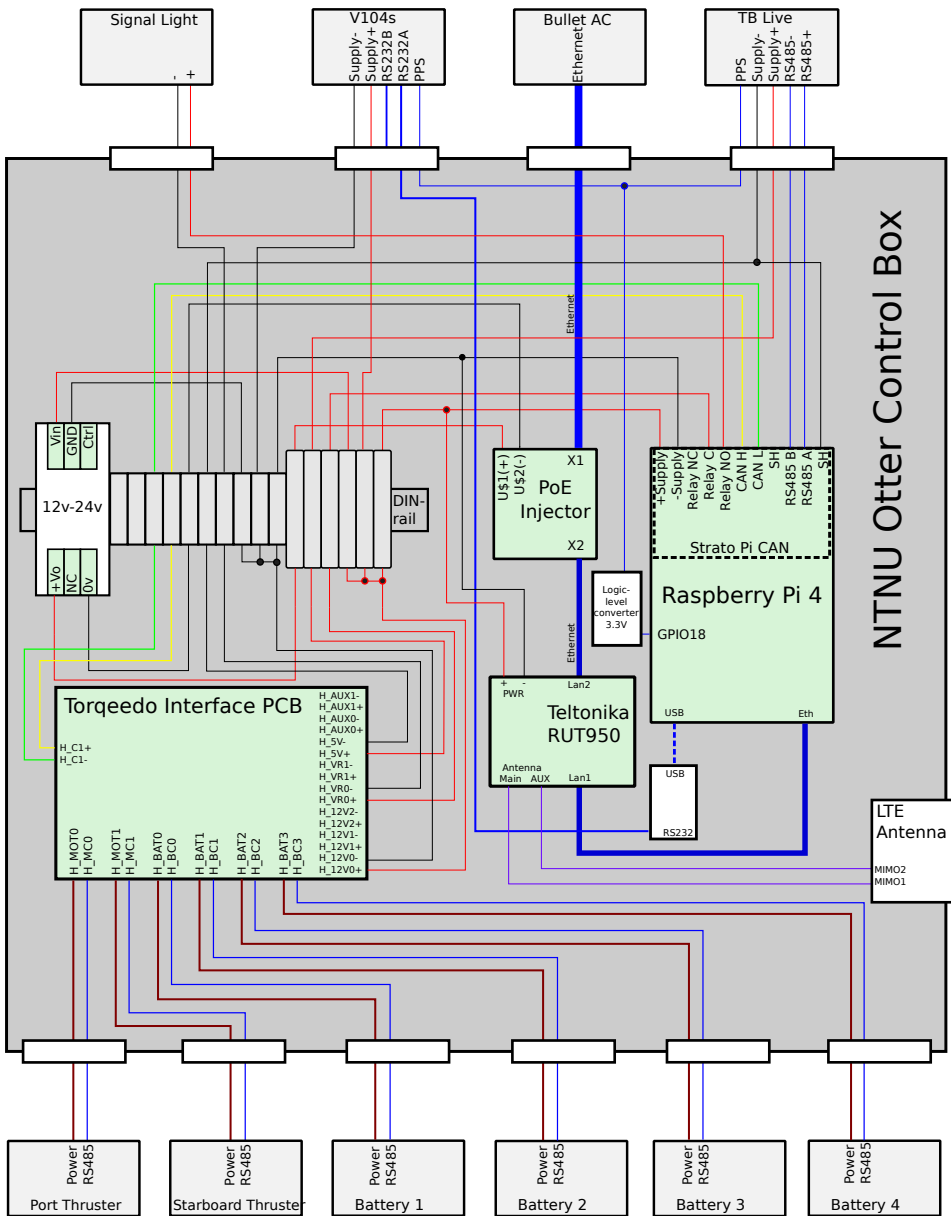 Signal Light
-
+
V104s
Supply-
Supply+
RS232B
RS232A
PPS
Bullet AC
Ethernet
TB Live
PPS
Supply-
Supply+
RS485-
RS485+
NTNU Otter Control Box
Ethernet
Vin
GND
Ctrl
12v-24v
+Vo
NC
0v
DIN-
rail
U$1(+)
U$2(-)
X1
PoE
Injector
X2
+Supply
-Supply
Relay NC
Relay C
Relay NO
CAN H
CAN L
SH
RS485 B
RS485 A
SH
Strato Pi CAN
Raspberry Pi 4
GPIO18
USB
Eth
Logic-
level
converter
3.3V
Ethernet
+
-
PWR
Lan2
Teltonika
RUT950
Antenna
Main
AUX
Lan1
USB
RS232
LTE
Antenna
MIMO2
MIMO1
Torqeedo Interface PCB
H_C1+
H_C1-
H_AUX1-
H_AUX1+
H_AUX0-
H_AUX0+
H_5V-
H_5V+
H_VR1-
H_VR1+
H_VR0-
H_VR0+
H_12V2-
H_12V2+
H_12V1-
H_12V1+
H_12V0-
H_12V0+
H_MOT0
H_MC0
H_MOT1
H_MC1
H_BAT0
H_BC0
H_BAT1
H_BC1
H_BAT2
H_BC2
H_BAT3
H_BC3
Power
RS485
Port Thruster
Power
RS485
Starboard Thruster
Power
RS485
Battery 1
Power
RS485
Battery 2
Power
RS485
Battery 3
Power
RS485
Battery 4